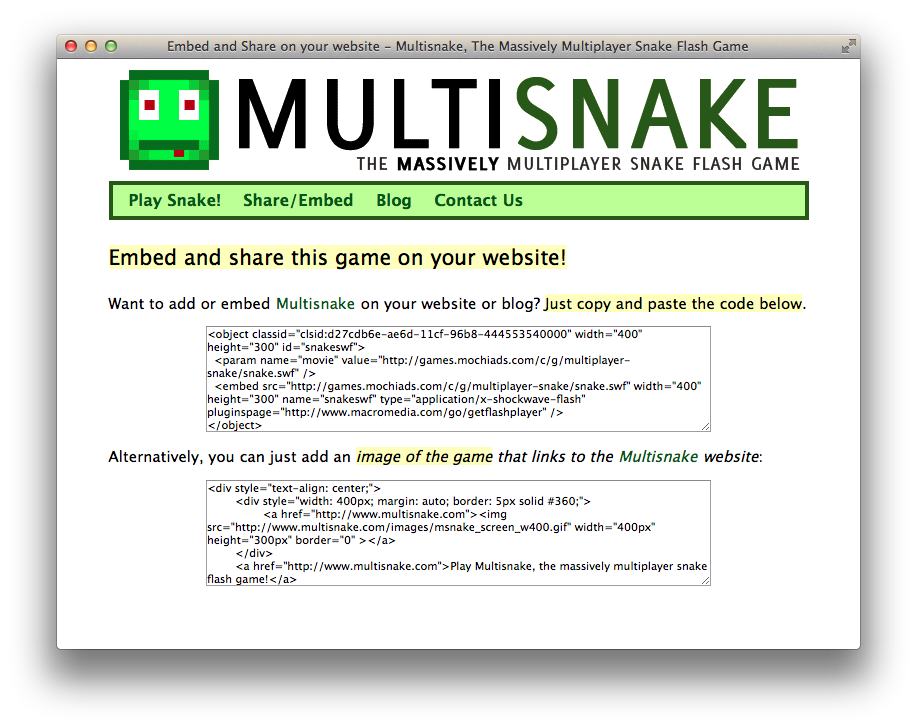 Embed and Share on your website – Multisnake, The Massively Multiplayer Snake Flash Game
MULTISNAKE
THE MASSIVELY MULTIPLAYER SNAKE FLASH GAME
Play Snake! Share/Embed Blog Contact Us
Embed and share this game on your website!
Want to add or embed Multisnake on your website or blog? Just copy and paste the code below.
<object classid="clsid:d27cdb6e-ae6d-11cf-96b8-444553540000" width="400"
height="300" id="snakeswf">
<param name="movie" value="http://games.mochiads.com/c/g/multiplayer-
snake/snake.swf" />
<embed src="http://games.mochiads.com/c/g/multiplayer-snake/snake.swf" width="400"
height="300" name="snakeswf" type="application/x-shockwave-flash"
pluginspage="http://www.macromedia.com/go/getflashplayer" />
</object>
Alternatively, you can just add an image of the game that links to the Multisnake website:
<div style="text-align: center;">
<div style="width: 400px; margin: auto; border: 5px solid #360;">
<a href="http://www.multisnake.com"><img
src="http://www.multisnake.com/images/msnake_screen_w400.gif" width="400px"
height="300px" border="0" ></a>
</div>
<a href="http://www.multisnake.com">Play Multisnake, the massively multiplayer snake
flash game!</a>